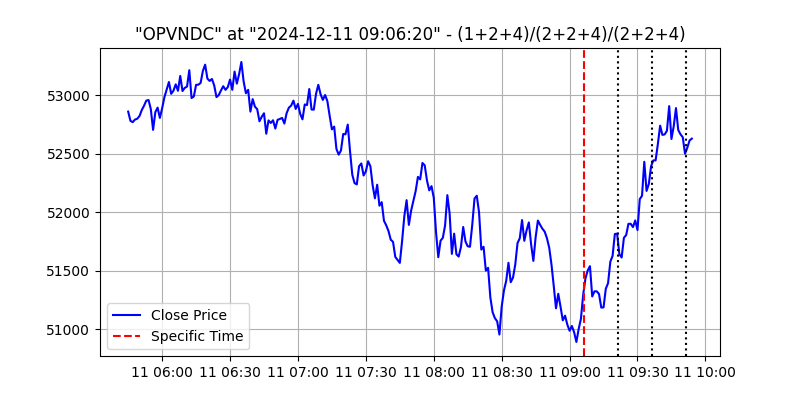 "OPVNDC" at "2024-12-11 09:06:20" - (1+2+4)/(2+2+4)/(2+2+4)
53000
52500
52000
51500
51000
Close Price
Specific Time
11 06:00 11 06:30 11 07:00 11 07:30 11 08:00 11 08:30 11 09:00 11 09:30 11 10:00